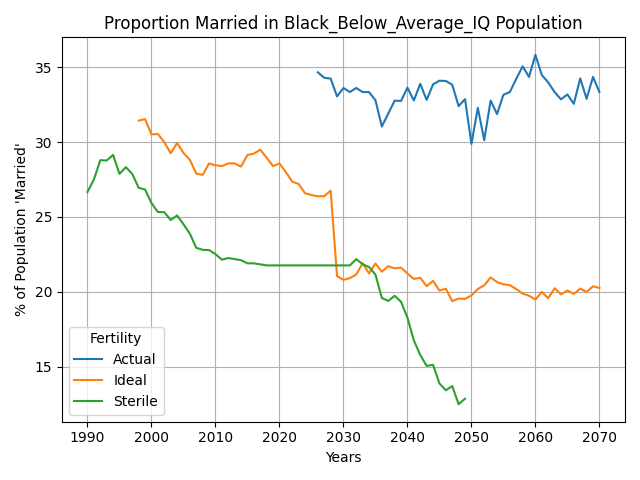 Proportion Married in Black_Below_Average_IQ Population
% of Population 'Married'
35
30
25
20
15
Fertility
Actual
Ideal
Sterile
1990 2000 2010 2020 2030 2040 2050 2060 2070
Years